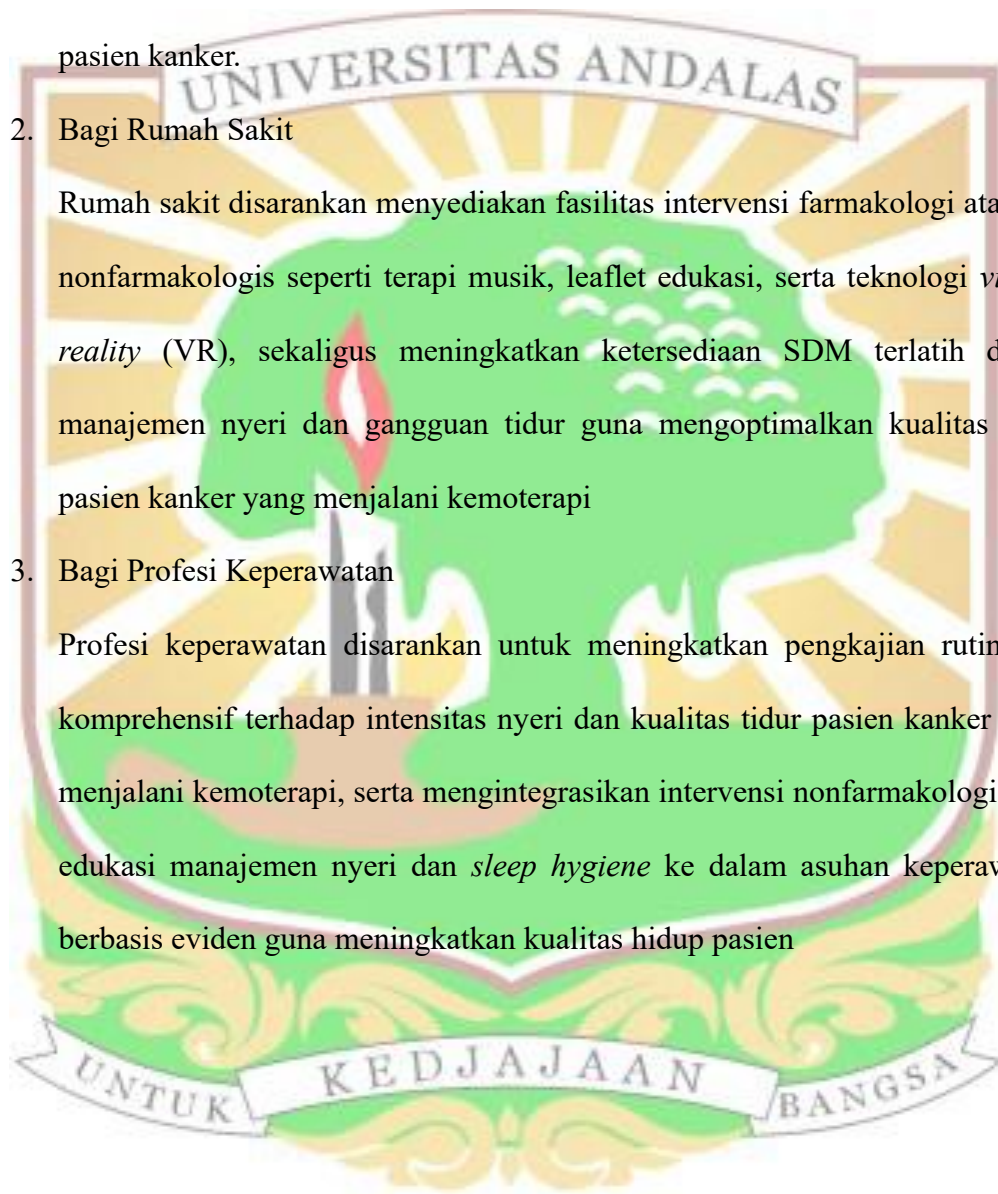 pasien kanker.
UNIVERSITAS ANDALAS
2. Bagi Rumah Sakit
Rumah sakit disarankan menyediakan fasilitas intervensi farmakologi ata
nonfarmakologis seperti terapi musik, leaflet edukasi, serta teknologi
reality (VR), sekaligus meningkatkan ketersediaan SDM terlatih d
manajemen nyeri dan gangguan tidur guna mengoptimalkan kualitas
pasien kanker yang menjalani kemoterapi
3. Bagi Profesi Keperawatan
Profesi keperawatan disarankan untuk meningkatkan pengkajian rutin
komprehensif terhadap intensitas nyeri dan kualitas tidur pasien kanker
menjalani kemoterapi, serta mengintegrasikan intervensi nonfarmakologi
edukasi manajemen nyeri dan sleep hygiene ke dalam asuhan keperaw
berbasis eviden guna meningkatkan kualitas hidup pasien
UNTUK KEDJAJAAN BANGSA